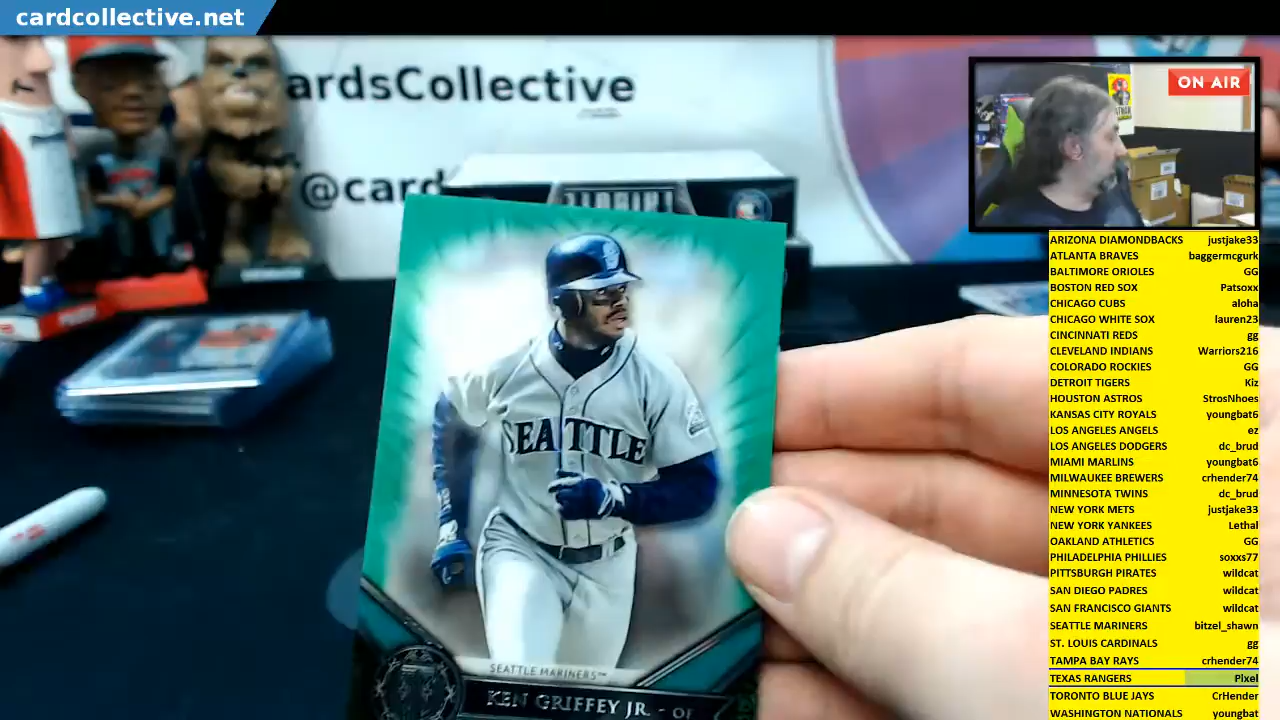 cardcollective.net
ardsCollective
@card
ON AIR
SEATTLE
SEATTLE MARINERS™
KEN GRIFFEY JR. - OF
ARIZONA DIAMONDBACKS justjake33
ATLANTA BRAVES baggermcgurk
BALTIMORE ORIOLES GG
BOSTON RED SOX Patsoxx
CHICAGO CUBS aloha
CHICAGO WHITE SOX lauren23
CINCINNATI REDS gg
CLEVELAND INDIANS Warriors216
COLORADO ROCKIES GG
DETROIT TIGERS Kiz
HOUSTON ASTROS StrosNhoes
KANSAS CITY ROYALS youngbat6
LOS ANGELES ANGELS ez
LOS ANGELES DODGERS dc_brud
MIAMI MARLINS youngbat6
MILWAUKEE BREWERS crhender74
MINNESOTA TWINS dc_brud
NEW YORK METS justjake33
NEW YORK YANKEES Lethal
OAKLAND ATHLETICS GG
PHILADELPHIA PHILLIES soxxs77
PITTSBURGH PIRATES wildcat
SAN DIEGO PADRES wildcat
SAN FRANCISCO GIANTS wildcat
SEATTLE MARINERS bitzel_shawn
ST. LOUIS CARDINALS gg
TAMPA BAY RAYS crhender74
TEXAS RANGERS Pixel
TORONTO BLUE JAYS CrHender
WASHINGTON NATIONALS youngbat